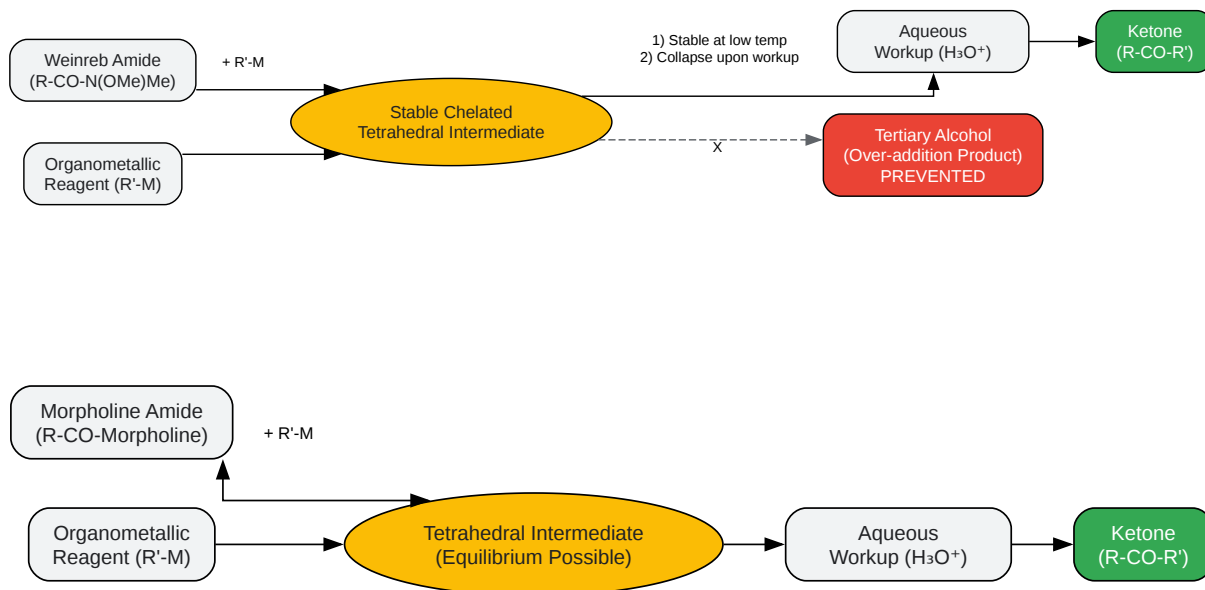 Weinreb Amide
(R-CO-N(OMe)Me)
+ R'-M
Organometallic
Reagent (R'-M)
Stable Chelated
Tetrahedral Intermediate
1) Stable at low temp
2) Collapse upon workup
X
Aqueous
Workup (H₃O⁺)
Ketone
(R-CO-R')
Tertiary Alcohol
(Over-addition Product)
PREVENTED
Morpholine Amide
(R-CO-Morpholine)
+ R'-M
Organometallic
Reagent (R'-M)
Tetrahedral Intermediate
(Equilibrium Possible)
Aqueous
Workup (H₃O⁺)
Ketone
(R-CO-R')